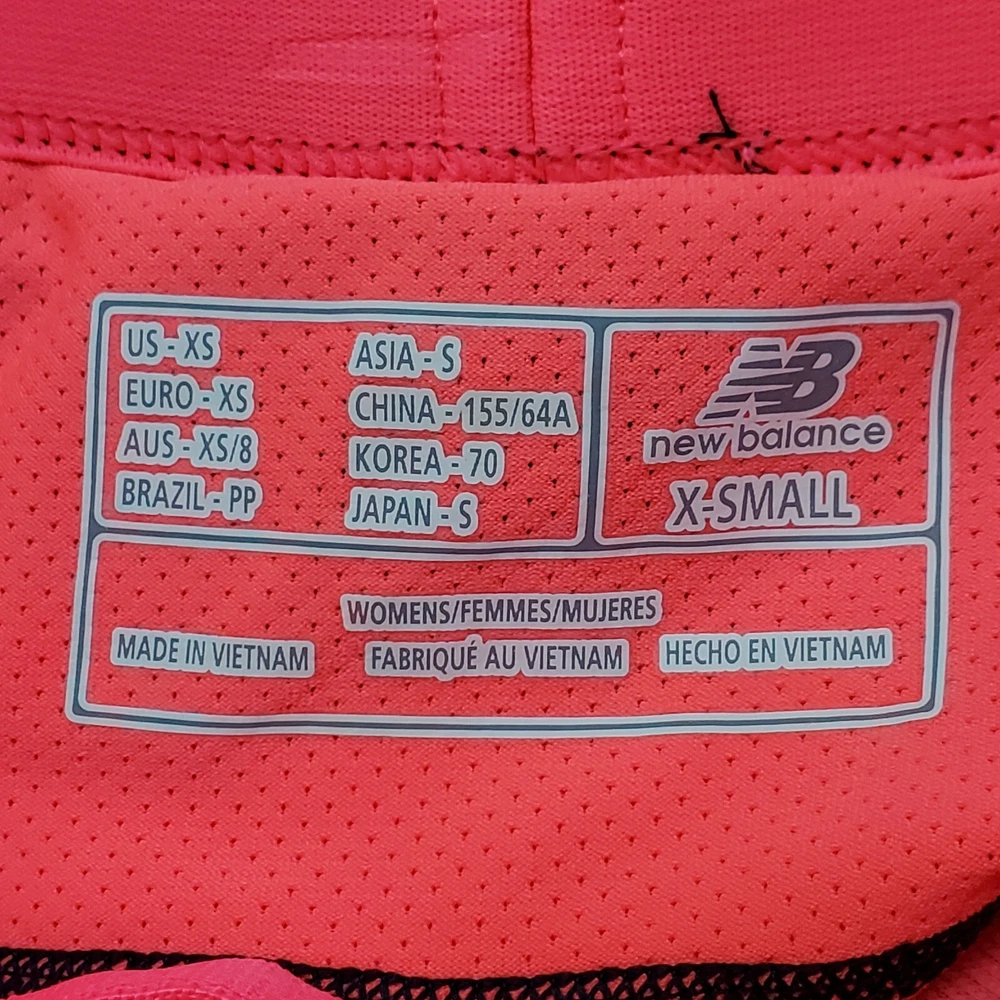 US - XS
EURO - XS
AUS - XS/8
BRAZIL - PP
ASIA - S
CHINA - 155/64A
KOREA - 70
JAPAN - S
NB
new balance
X-SMALL
WOMENS/FEMMES/MUJERES
MADE IN VIETNAM
FABRIQUÉ AU VIETNAM
HECHO EN VIETNAM